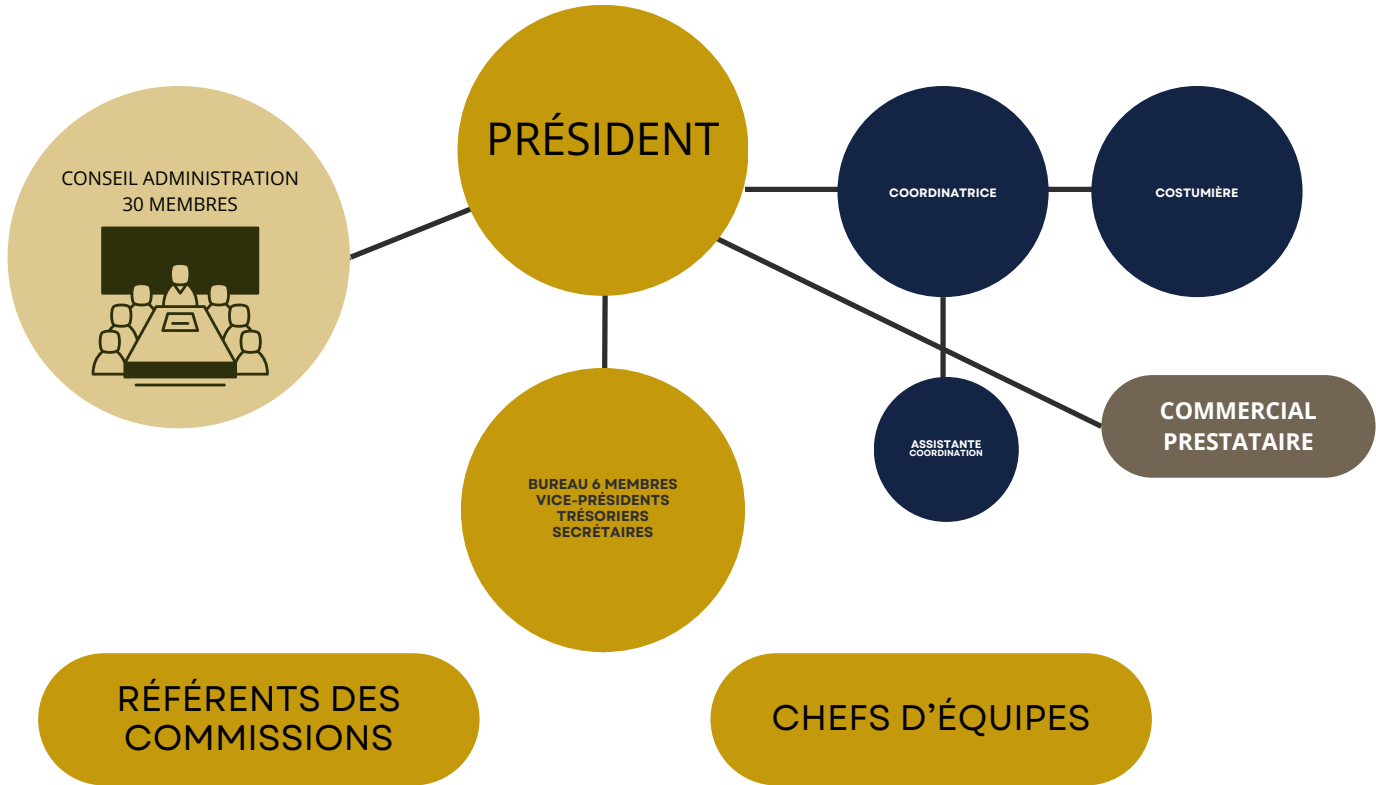 PRÉSIDENT
CONSEIL ADMINISTRATION
30 MEMBRES
COORDINATRICE
COSTUMIÈRE
COMMERCIAL
PRESTATAIRE
ASSISTANTE
COORDINATION
BUREAU 6 MEMBRES
VICE-PRÉSIDENTS
TRÉSORIERS
SECRÉTAIRES
RÉFÉRENTS DES
COMMISSIONS
CHEFS D’ÉQUIPES